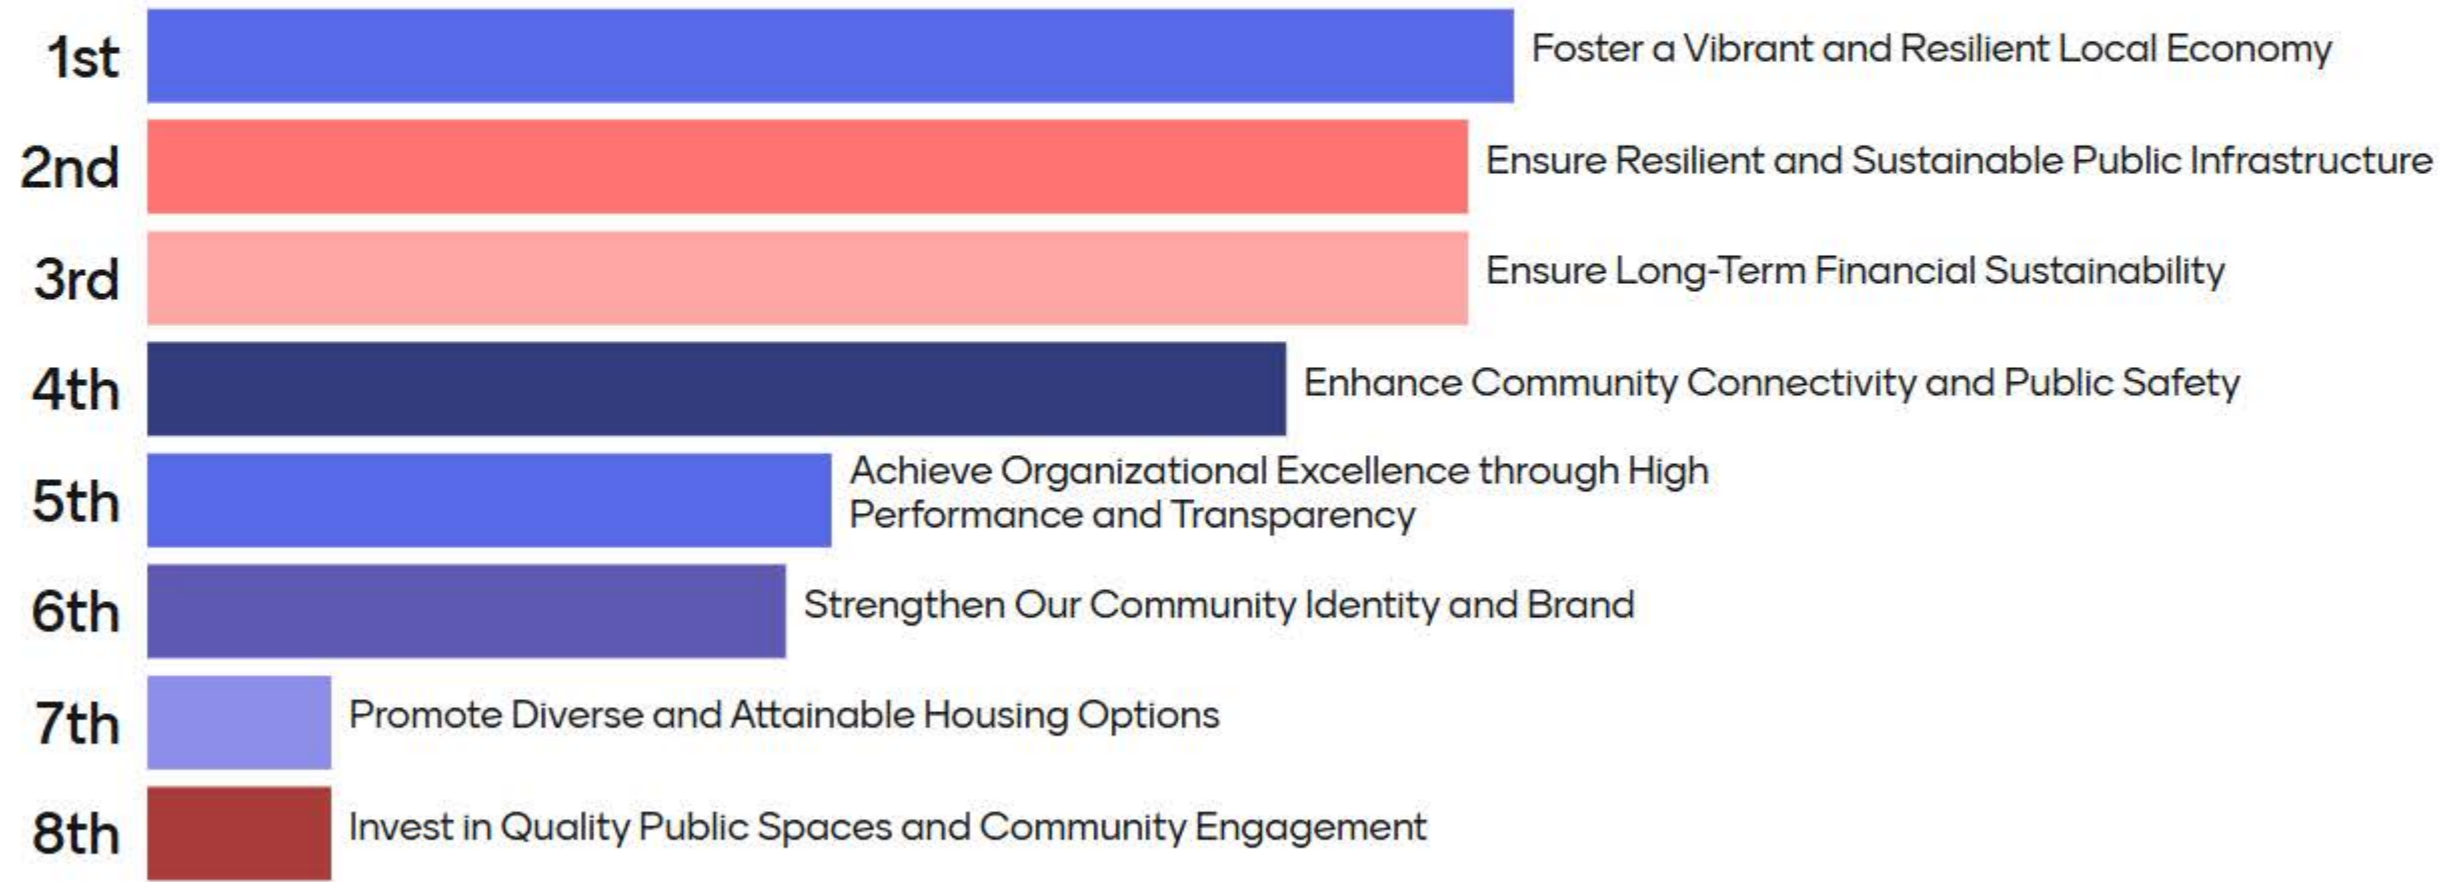 1st Foster a Vibrant and Resilient Local Economy
2nd Ensure Resilient and Sustainable Public Infrastructure
3rd Ensure Long-Term Financial Sustainability
4th Enhance Community Connectivity and Public Safety
5th Achieve Organizational Excellence through High
Performance and Transparency
6th Strengthen Our Community Identity and Brand
7th Promote Diverse and Attainable Housing Options
8th Invest in Quality Public Spaces and Community Engagement